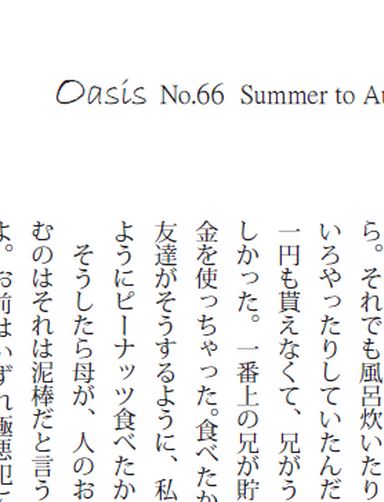 Oasis No.66 Summer to Au
ら。それでも風呂炊いたり
いろやったりしていたんだ
一円も貰えなくて、兄がう
しかった。一番上の兄が貯
金を使っちゃった。食べたか
友達がそうするように、私
ようにピーナッツ食べたか
そうしたら母が、人のお
むのはそれは泥棒だと言う
よ。お前はいずれ極悪犯